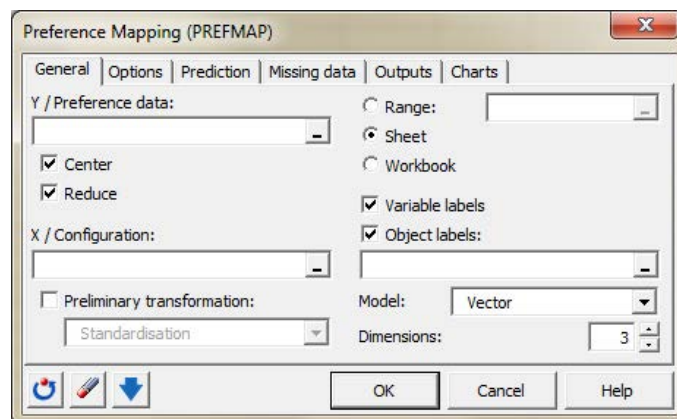 Preference Mapping (PREFMAP)
General Options Prediction Missing data Outputs Charts
Y / Preference data:
Center
Reduce
X / Configuration:
Preliminary transformation:
Standardisation
Range:
Sheet
Workbook
Variable labels
Object labels:
Model: Vector
Dimensions: 3
OK Cancel Help